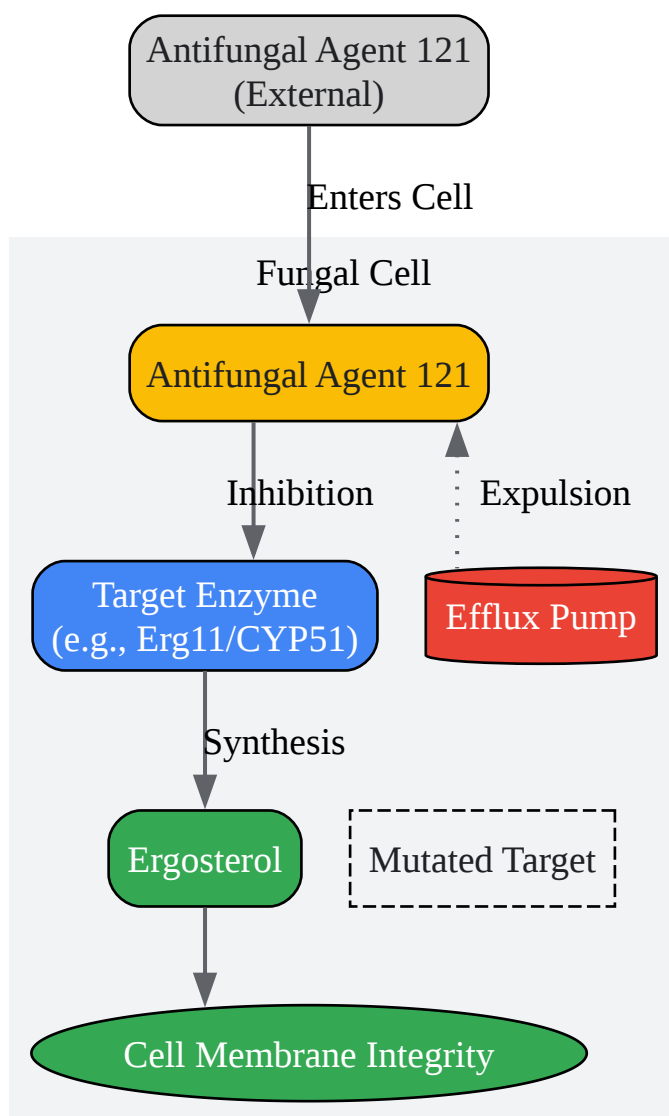 Antifungal Agent 121
(External)
Enters Cell
Fungal Cell
Antifungal Agent 121
Inhibition
Expulsion
Target Enzyme
(e.g., Erg11/CYP51)
Efflux Pump
Synthesis
Ergosterol
Mutated Target
Cell Membrane Integrity